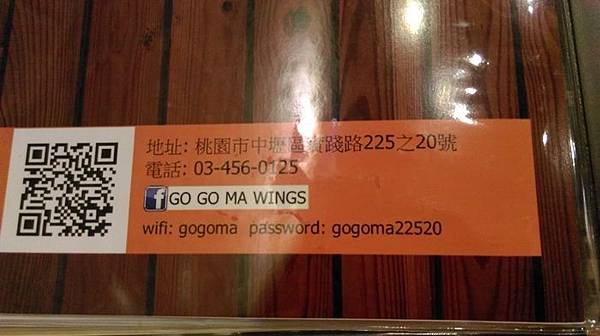 地址: 桃園市中壢區實踐路225之20號
電話: 03-456-0125
f GO GO MA WINGS
wifi: gogoma password: gogoma22520